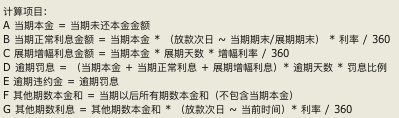 计算项目：
A 当期本金 = 当期未还本金金额
B 当期正常利息金额 = 当期本金 * （放款次日 ~ 当期期末/展期期末） * 利率 / 360
C 展期增幅利息金额 = 当期本金 * 展期天数 * 增幅利率 / 360
D 逾期罚息 = （当期本金 + 当期正常利息 + 展期增幅利息）* 逾期天数 * 罚息比例
E 逾期违约金 = 逾期罚息
F 其他期数本金和 = 当期以后所有期数本金和（不包含当期本金）
G 其他期数利息 = 其他期数本金和 * （放款次日 ~ 当前时间）* 利率 / 360